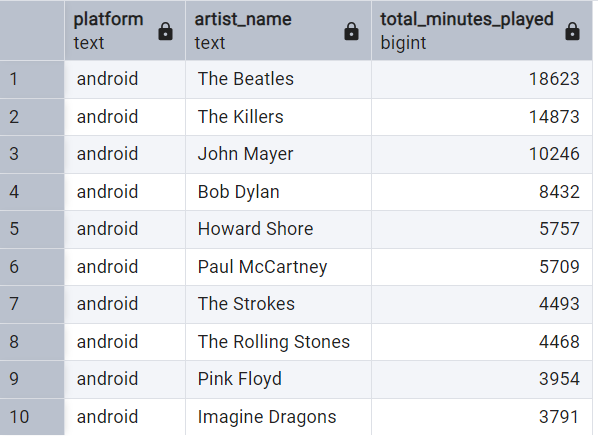 platform artist_name total_minutes_played
text text bigint
1 android The Beatles 18623
2 android The Killers 14873
3 android John Mayer 10246
4 android Bob Dylan 8432
5 android Howard Shore 5757
6 android Paul McCartney 5709
7 android The Strokes 4493
8 android The Rolling Stones 4468
9 android Pink Floyd 3954
10 android Imagine Dragons 3791